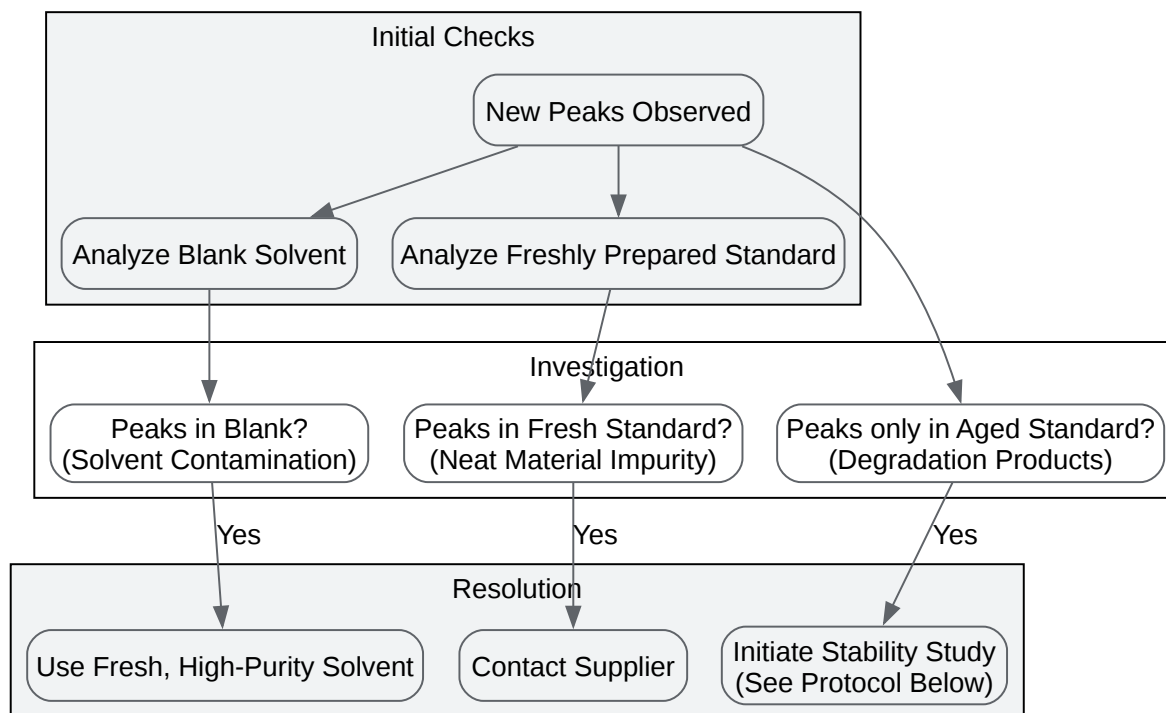 Initial Checks
New Peaks Observed
Analyze Blank Solvent
Analyze Freshly Prepared Standard
Investigation
Peaks in Blank?
(Solvent Contamination)
Peaks in Fresh Standard?
(Neat Material Impurity)
Peaks only in Aged Standard?
(Degradation Products)
Yes
Yes
Yes
Resolution
Use Fresh, High-Purity Solvent
Contact Supplier
Initiate Stability Study
(See Protocol Below)